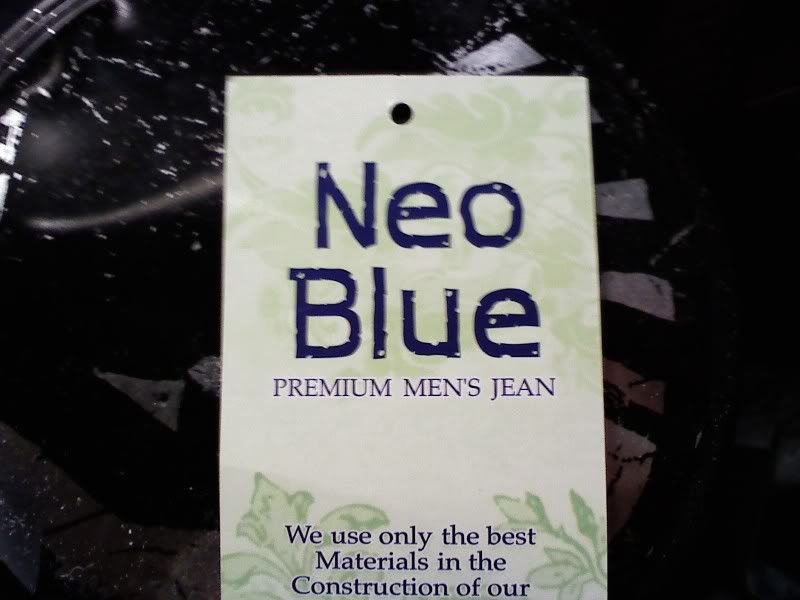 Neo
Blue
PREMIUM MEN'S JEAN
We use only the best
Materials in the
Construction of our